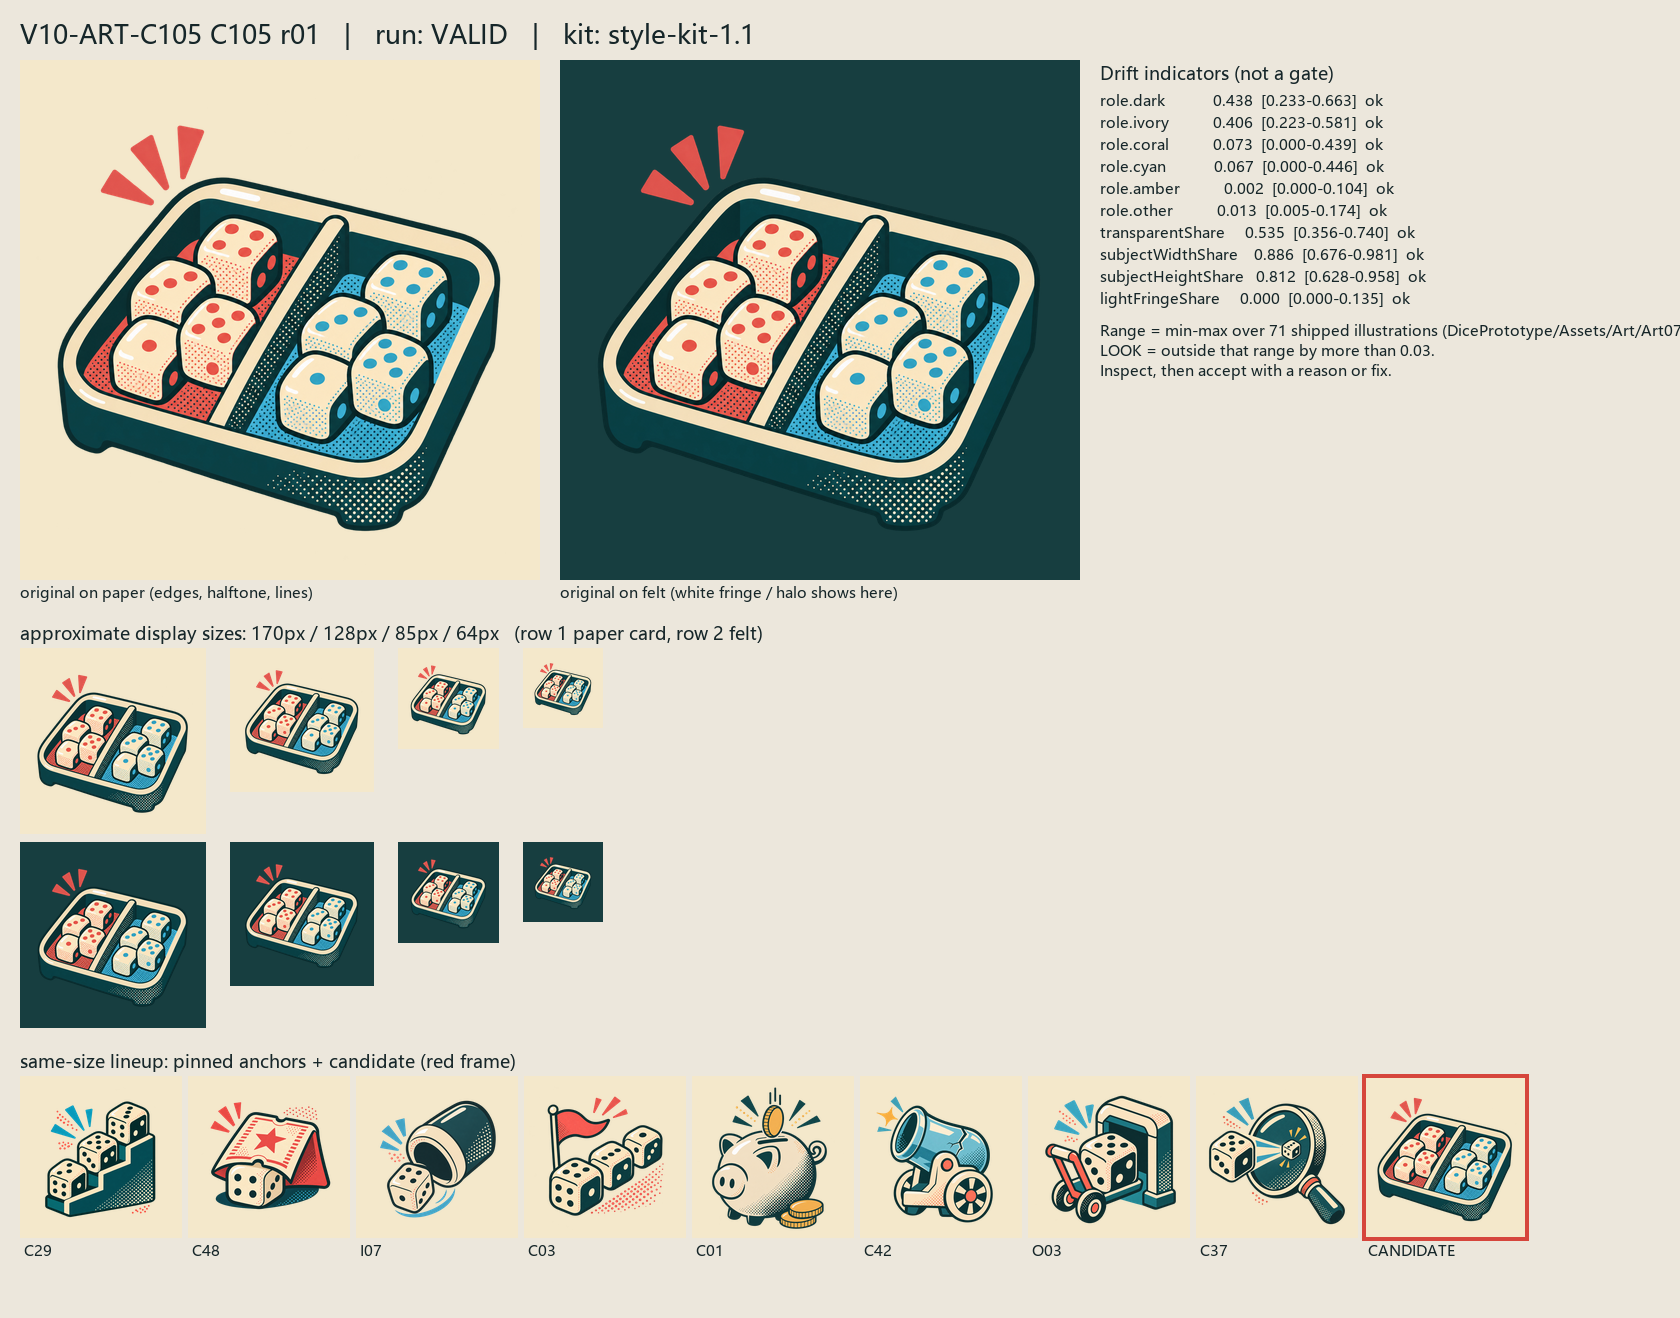 V10-ART-C105 C105 r01 | run: VALID | kit: style-kit-1.1
Drift indicators (not a gate)
role.dark 0.438 [0.233-0.663] ok
role.ivory 0.406 [0.223-0.581] ok
role.coral 0.073 [0.000-0.439] ok
role.cyan 0.067 [0.000-0.446] ok
role.amber 0.002 [0.000-0.104] ok
role.other 0.013 [0.005-0.174] ok
transparentShare 0.535 [0.356-0.740] ok
subjectWidthShare 0.886 [0.676-0.981] ok
subjectHeightShare 0.812 [0.628-0.958] ok
lightFringeShare 0.000 [0.000-0.135] ok
Range = min-max over 71 shipped illustrations (DicePrototype/Assets/Art/Art07
LOOK = outside that range by more than 0.03.
Inspect, then accept with a reason or fix.
original on paper (edges, halftone, lines)
original on felt (white fringe / halo shows here)
approximate display sizes: 170px / 128px / 85px / 64px (row 1 paper card, row 2 felt)
same-size lineup: pinned anchors + candidate (red frame)
C29
C48
I07
C03
C01
C42
O03
C37
CANDIDATE